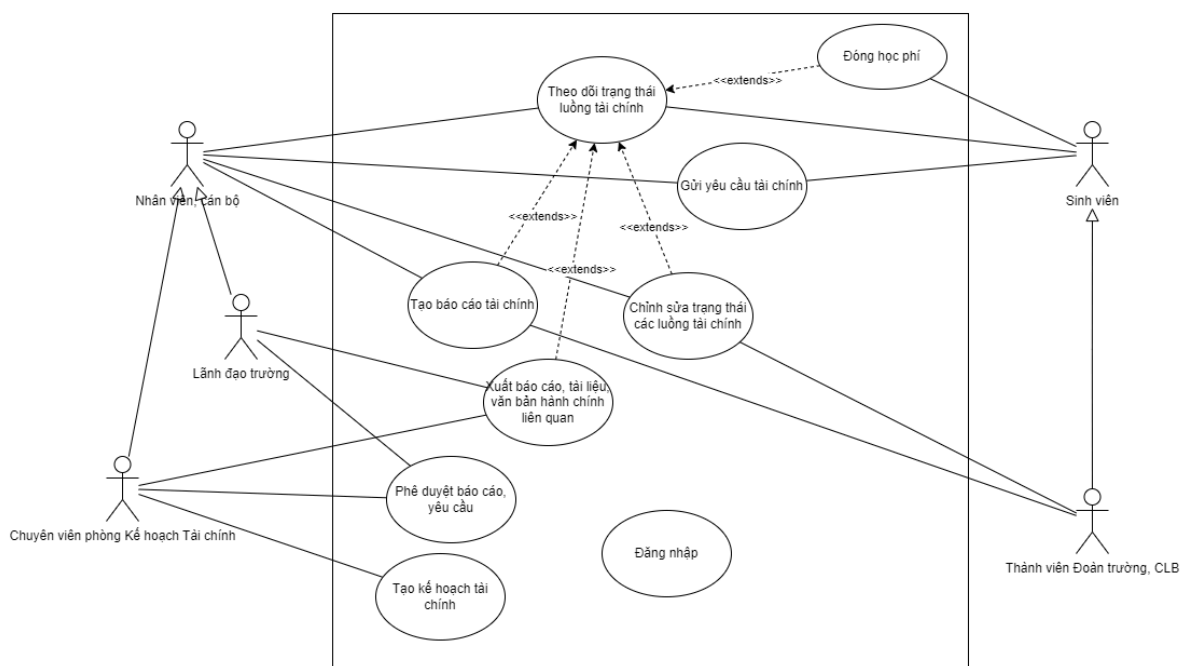 Đóng học phí
<<extends>>
Theo dõi trạng thái
luồng tài chính
Gửi yêu cầu tài chính
Nhân viên, cán bộ
Sinh viên
<<extends>>
<<extends>>
<<extends>>
Tạo báo cáo tài chính
Chỉnh sửa trạng thái
các luồng tài chính
Lãnh đạo trường
Xuất báo cáo, tài liệu,
văn bản hành chính
liên quan
Phê duyệt báo cáo,
yêu cầu
Chuyên viên phòng Kế hoạch Tài chính
Đăng nhập
Thành viên Đoàn trường, CLB
Tạo kế hoạch tài
chính